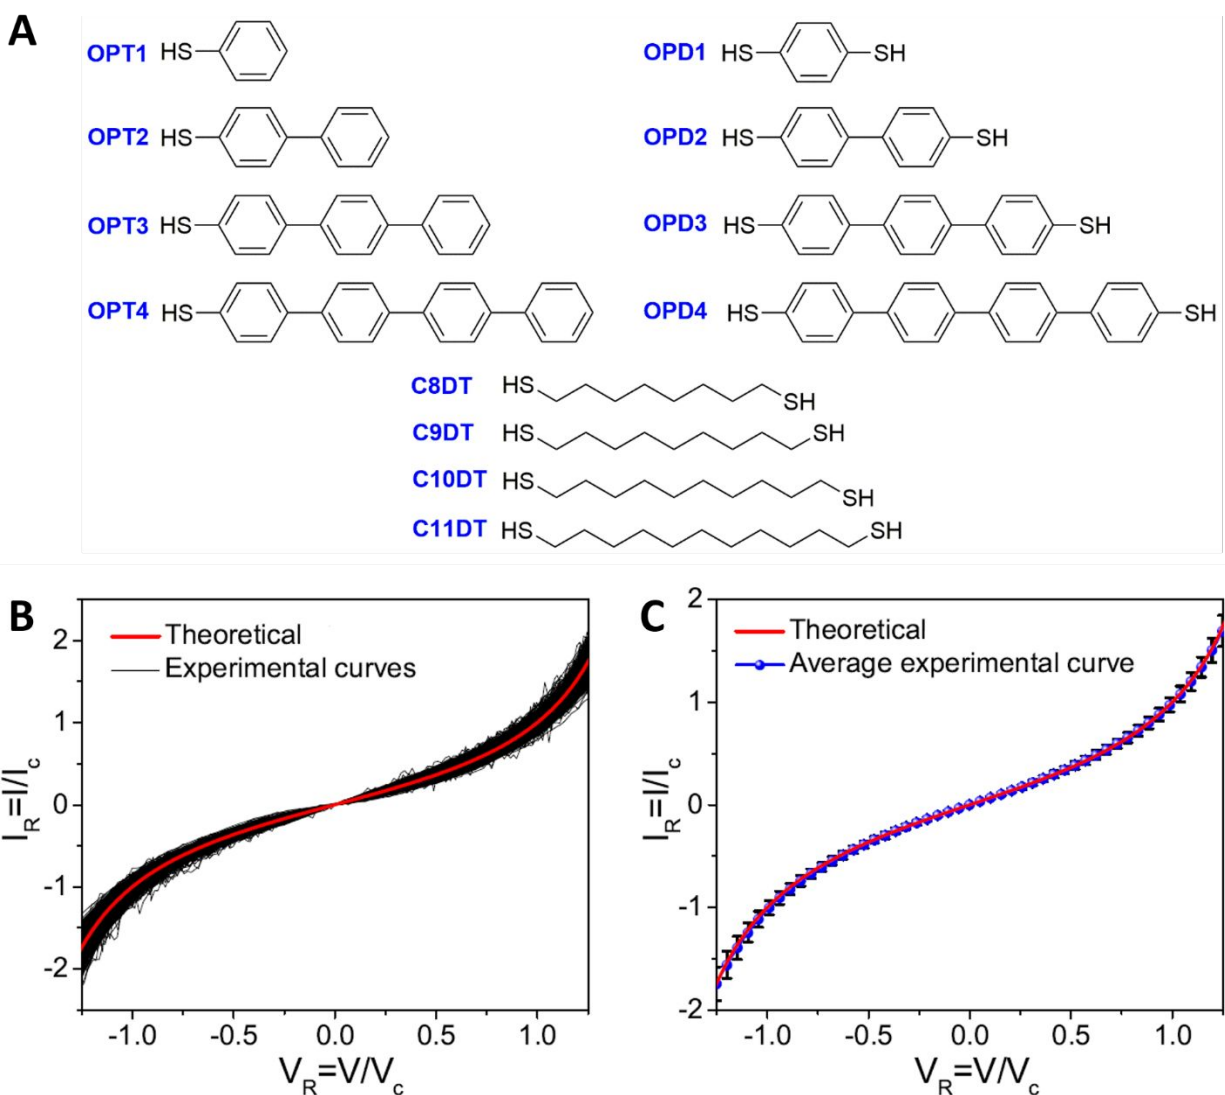 A
OPT1 HS
OPD1 HS SH
OPT2 HS
OPD2 HS SH
OPT3 HS
OPD3 HS SH
OPT4 HS
OPD4 HS SH
C8DT HS SH
C9DT HS SH
C10DT HS SH
C11DT HS SH
B
Theoretical
Experimental curves
2
1
0
-1
-2
I_R=I/I_c
-1.0 -0.5 0.0 0.5 1.0
V_R=V/V_c
C
Theoretical
Average experimental curve
2
1
0
-1
-2
I_R=I/I_c
-1.0 -0.5 0.0 0.5 1.0
V_R=V/V_c